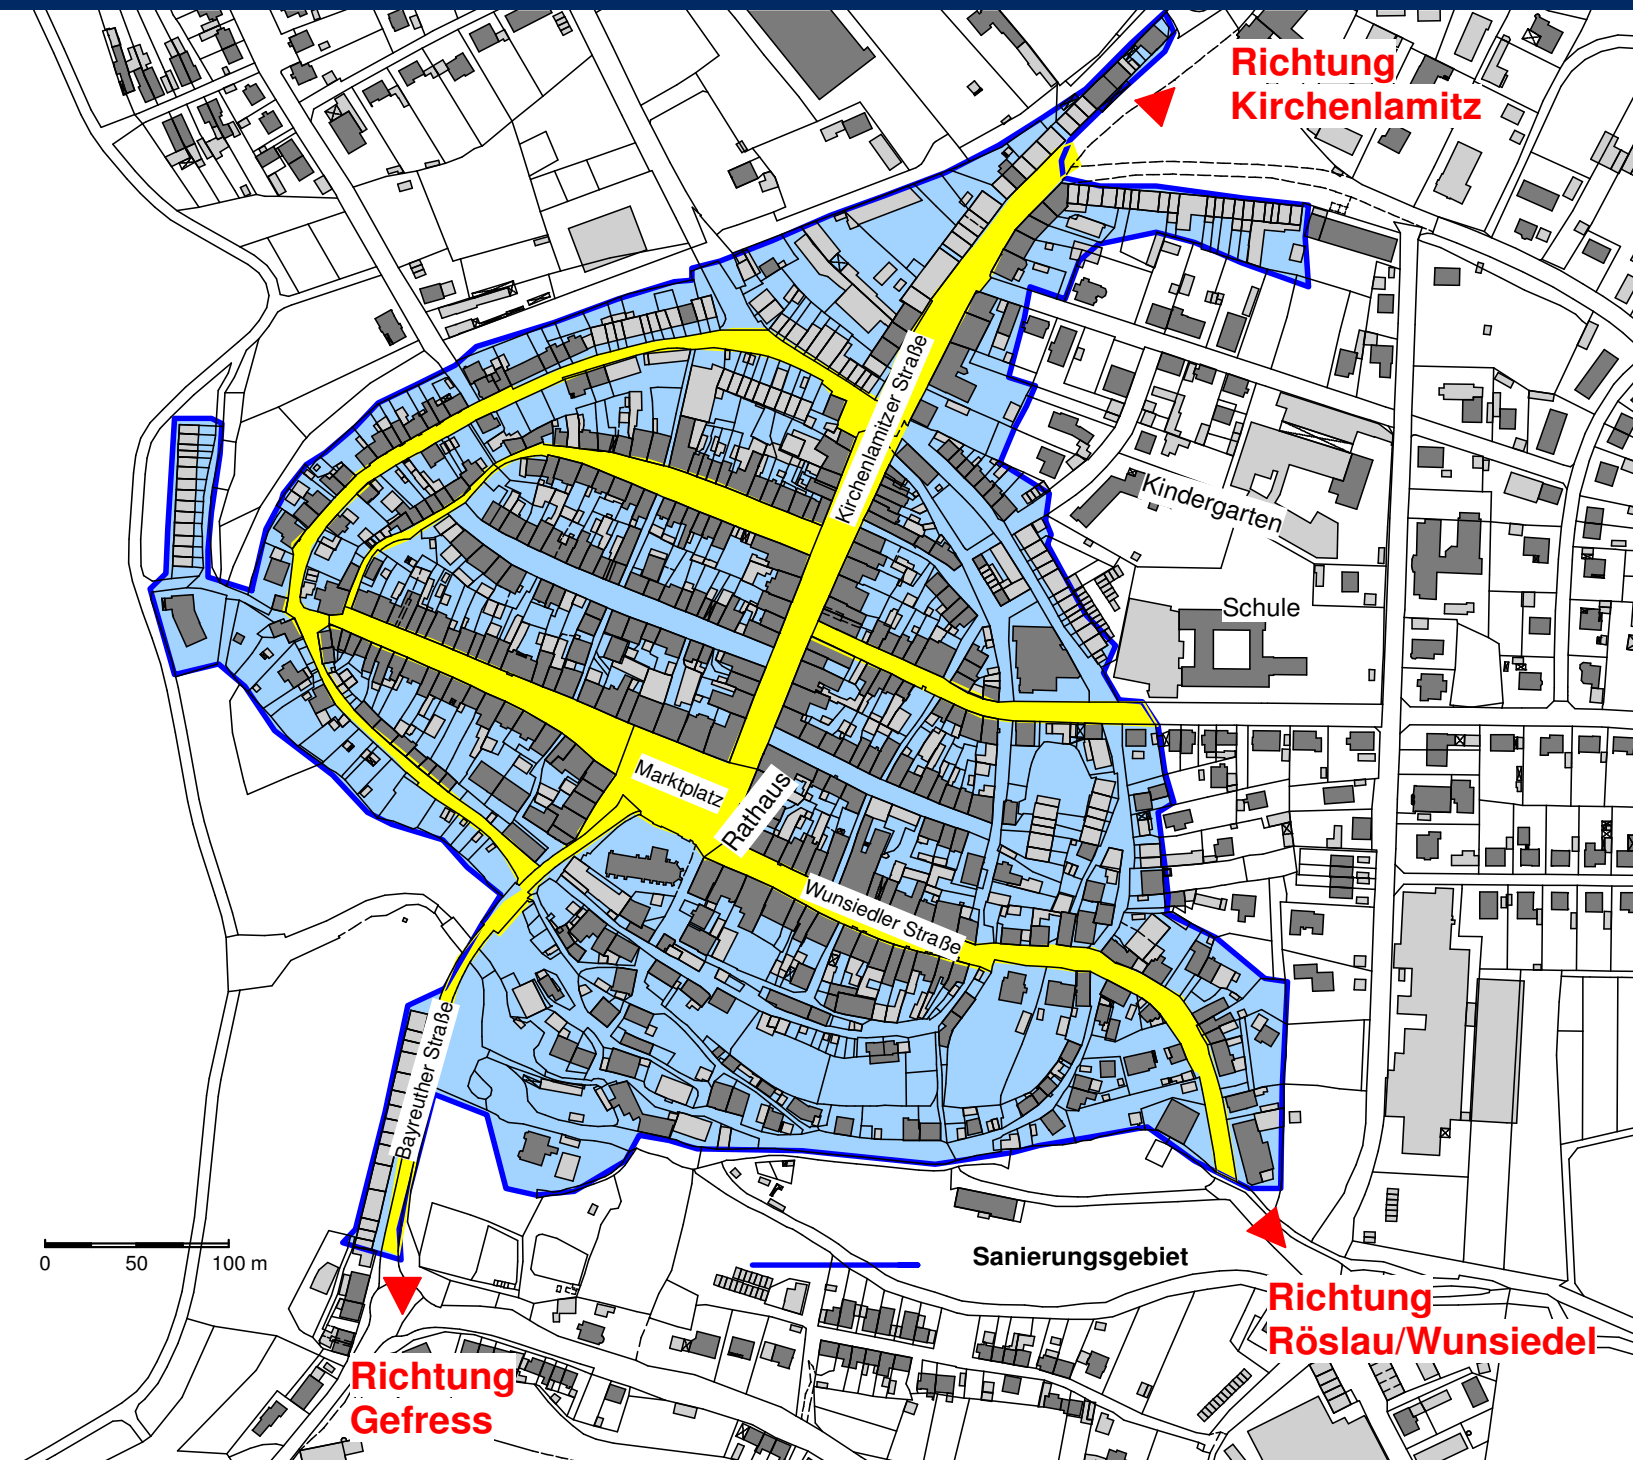 Richtung
Kirchenlamitz
Kirchenlamitzer Straße
Kindergarten
Schule
Marktplatz
Rathaus
Wunsiedler Straße
Bayreuther Straße
0 50 100 m
Sanierungsgebiet
Richtung
Röslau/Wunsiedel
Richtung
Gefress